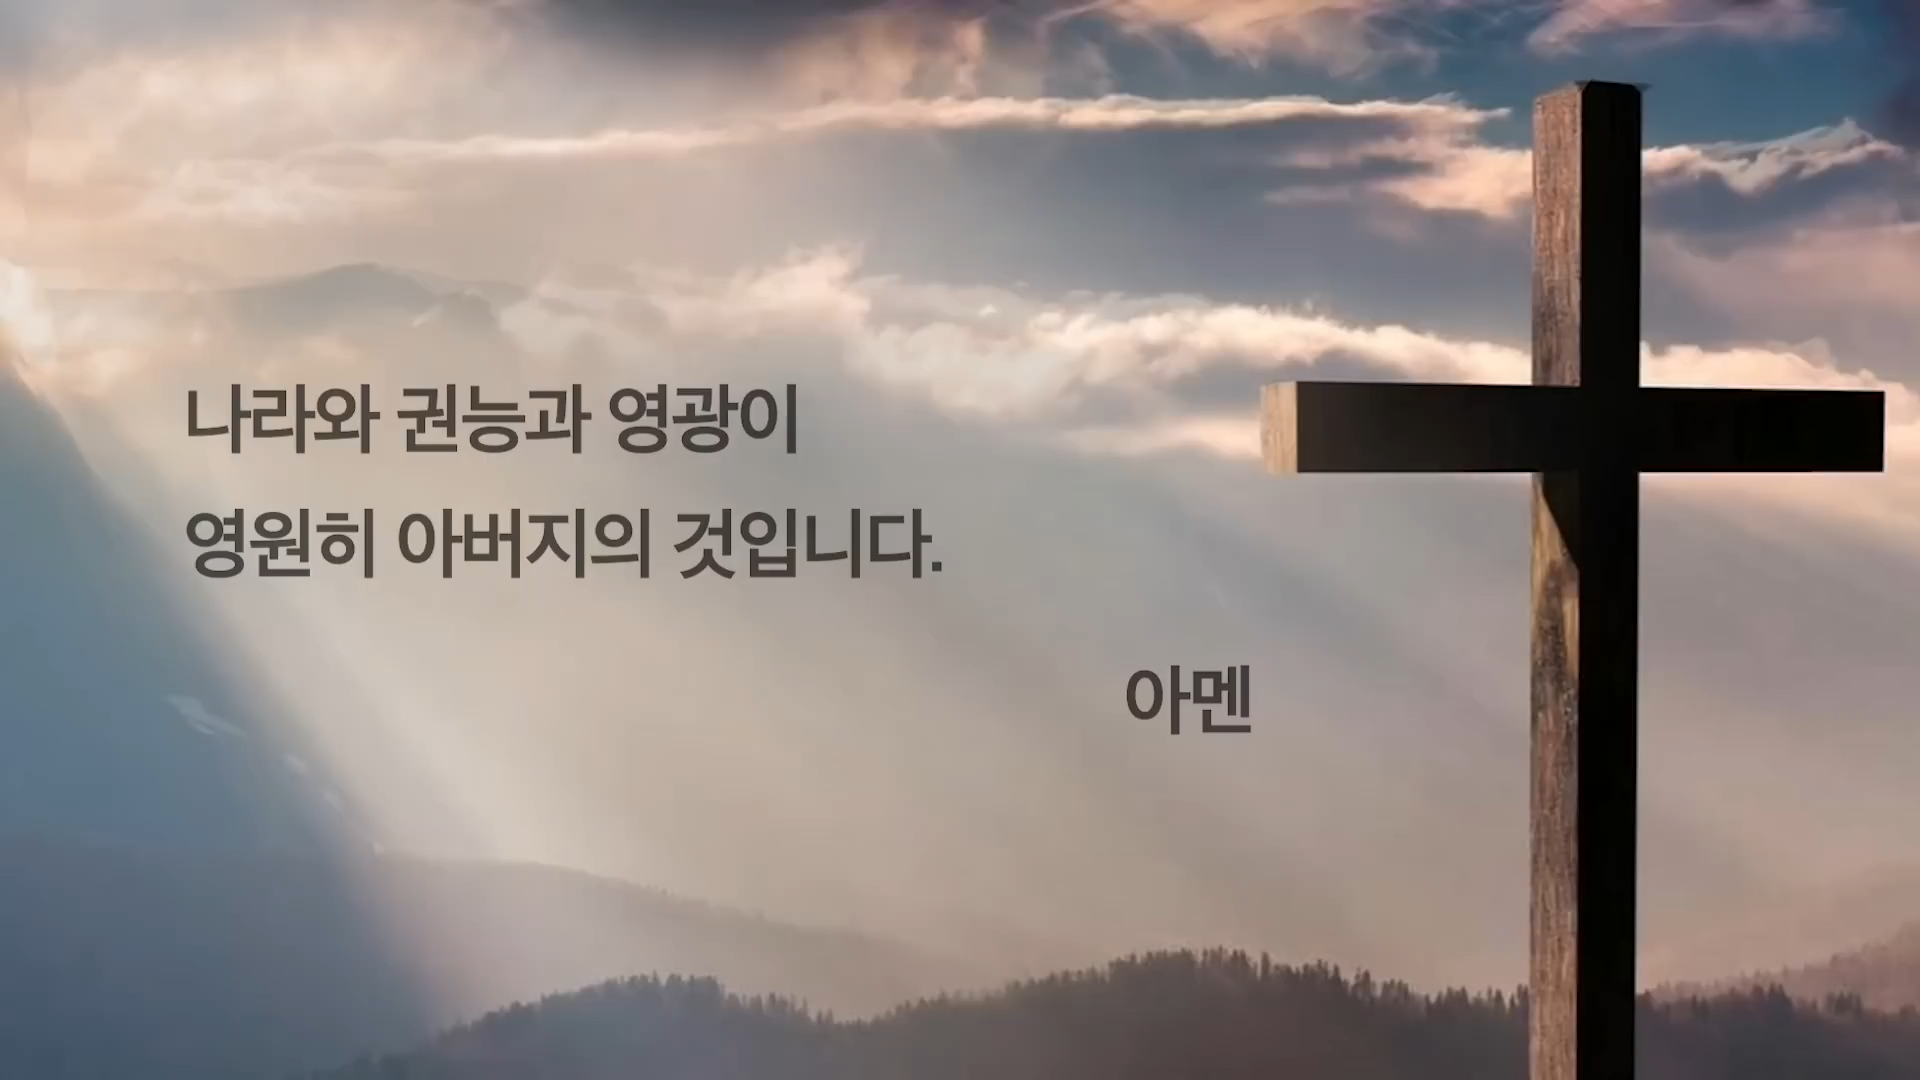 나라와 권능과 영광이
영원히 아버지의 것입니다.
아멘